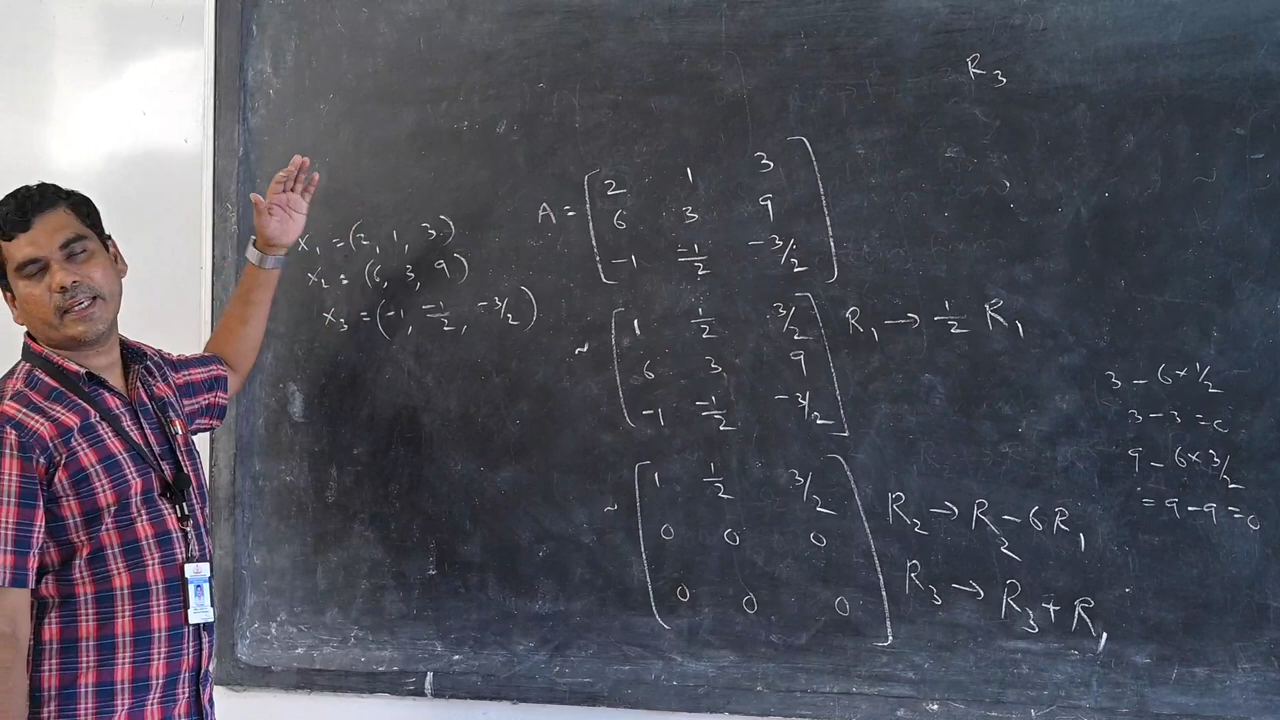 R₃
x₁ = (2, 1, 3)
x₂ = (6, 3, 9)
x₃ = (-1, -1/2, -3/2)
A = [ 2 1 3
6 3 9
-1 -1/2 -3/2 ]
~ [ 1 1/2 3/2
6 3 9
-1 -1/2 -3/2 ] R₁ → 1/2 R₁
~ [ 1 1/2 3/2
0 0 0
0 0 0 ]
R₂ → R₂ - 6R₁
R₃ → R₃ + R₁
3 - 6 × 1/2
3 - 3 = 0
9 - 6 × 3/2
= 9 - 9 = 0